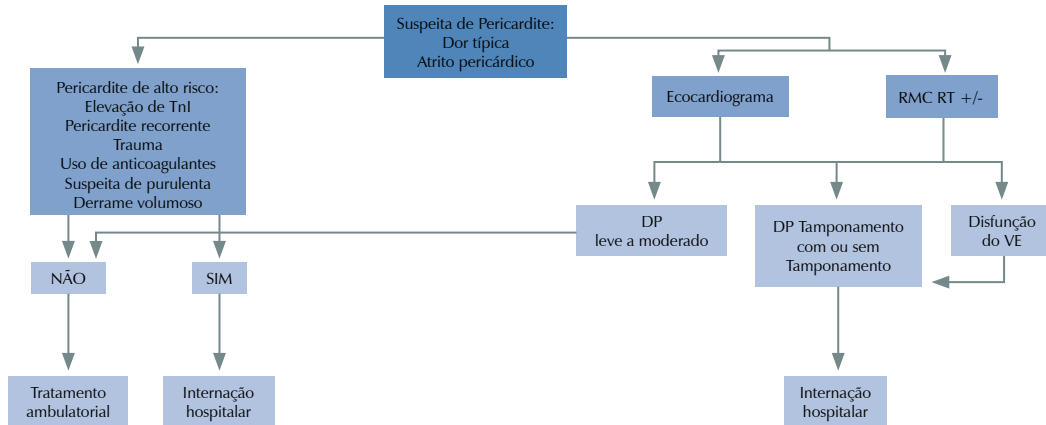 Suspeita de Pericardite:
Dor típica
Atrito pericárdico
Pericardite de alto risco:
Elevação de TnI
Pericardite recorrente
Trauma
Uso de anticoagulantes
Suspeita de purulenta
Derrame volumoso
Ecocardiograma
RMC RT +/-
DP
leve a moderado
DP Tamponamento
com ou sem
Tamponamento
Disfunção
do VE
NÃO
SIM
Tratamento
ambulatorial
Internação
hospitalar
Internação
hospitalar